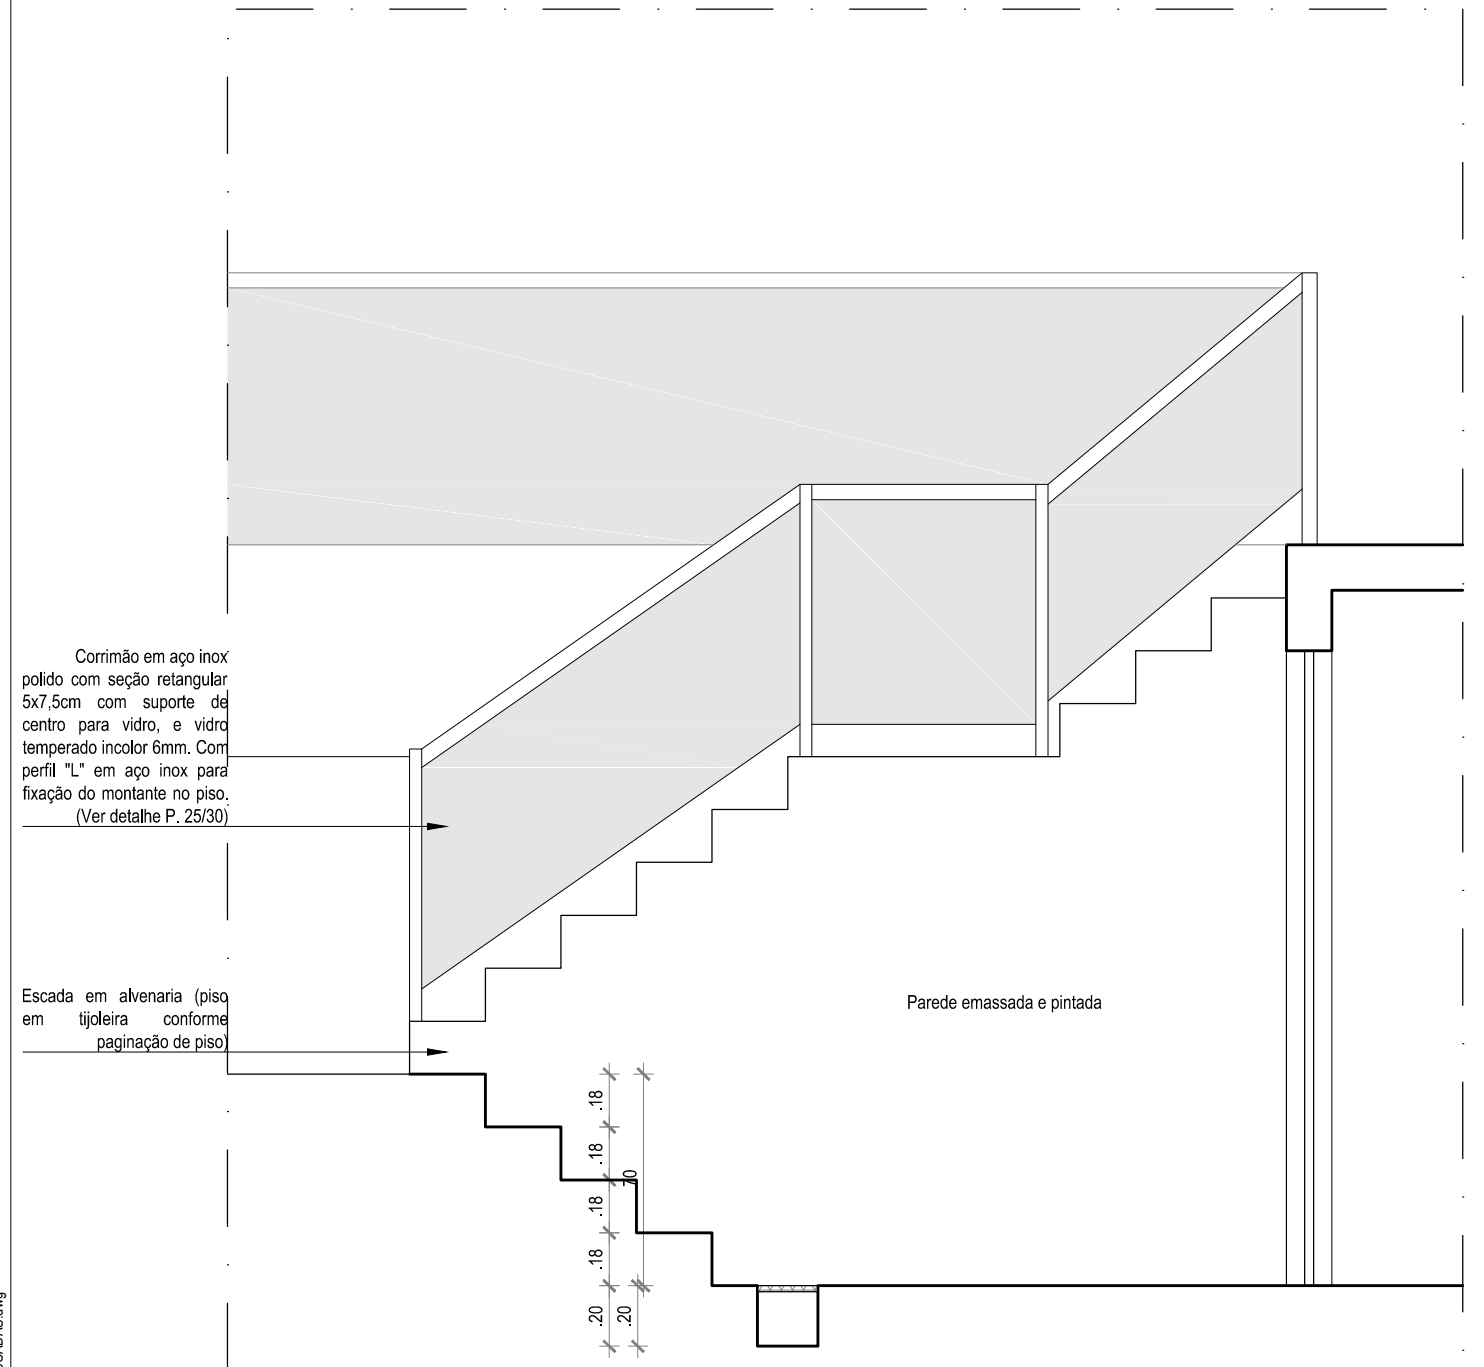 Corrimão em aço inox
polido com seção retangular
5x7,5cm com suporte de
centro para vidro, e vidro
temperado incolor 6mm. Com
perfil "L" em aço inox para
fixação do montante no piso.
(Ver detalhe P. 25/30)
Escada em alvenaria (piso
em tijoleira conforme
paginação de piso)
Parede emassada e pintada
.18
.18
.70
.18
.18
.20
.20